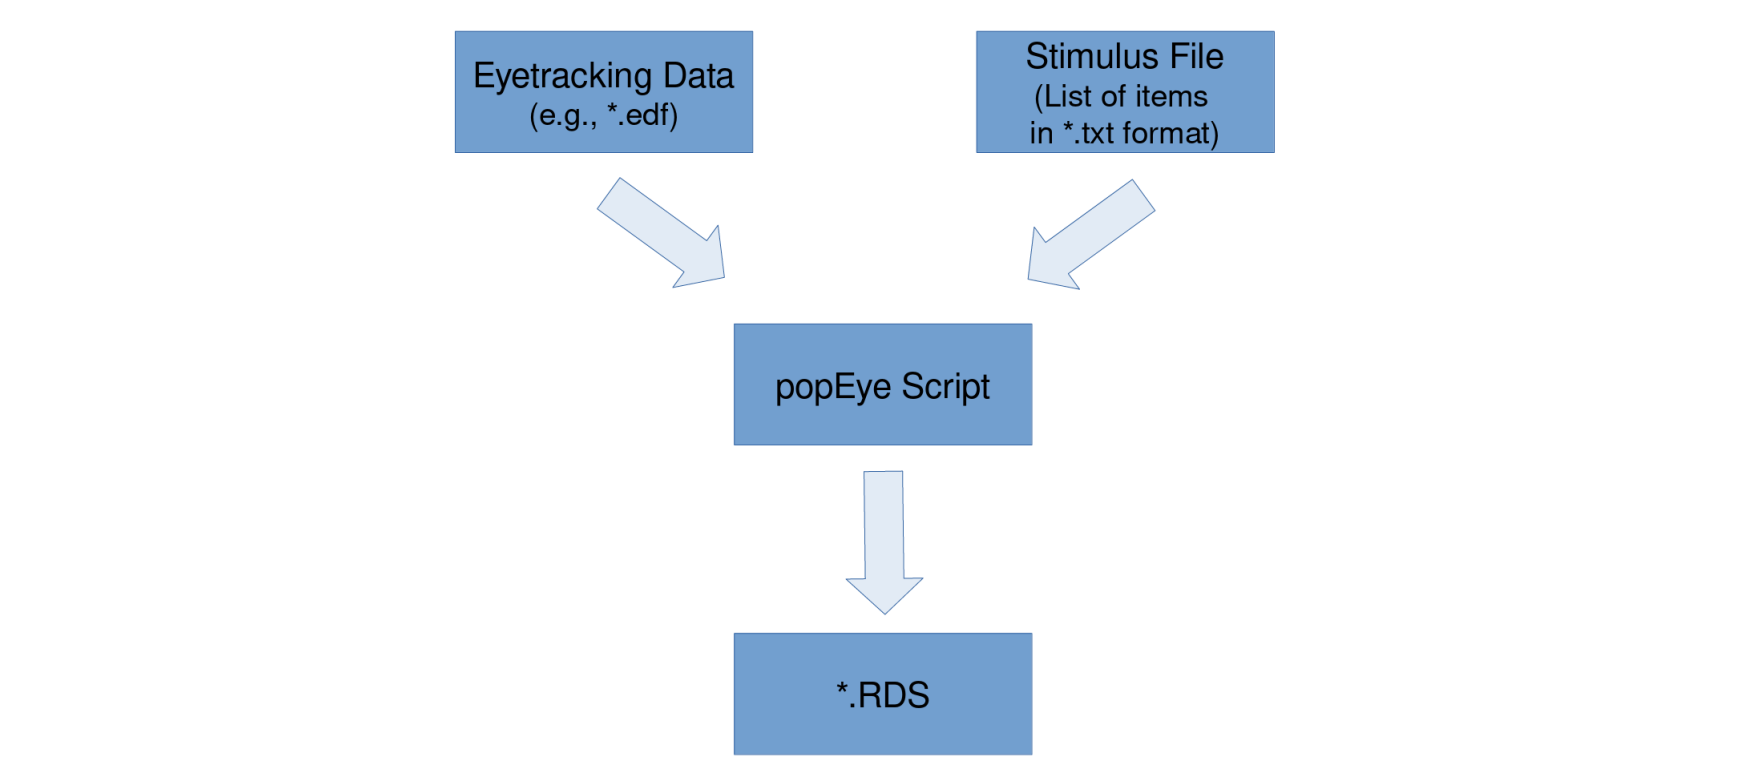 Eyetracking Data
(e.g., *.edf)
Stimulus File
(List of items
in *.txt format)
popEye Script
*.RDS